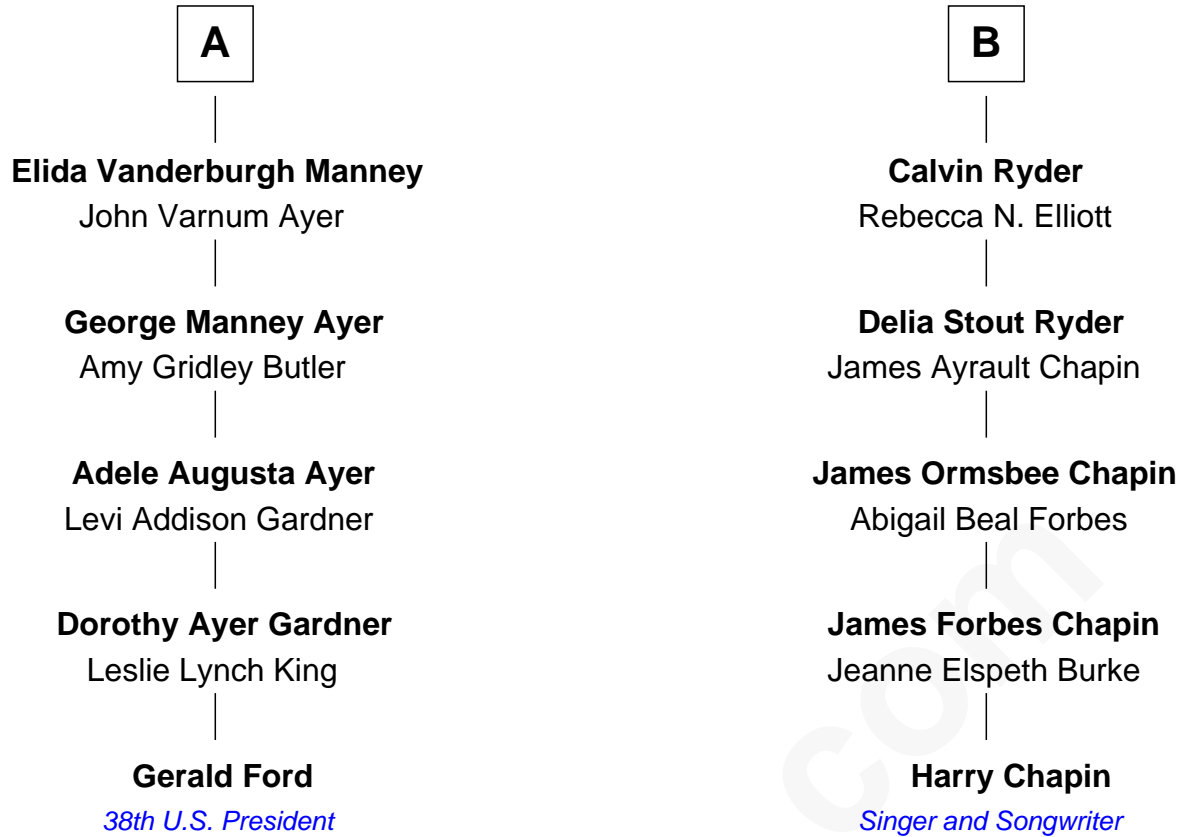 A
Elida Vanderburgh Manney
John Varnum Ayer
George Manney Ayer
Amy Gridley Butler
Adele Augusta Ayer
Levi Addison Gardner
Dorothy Ayer Gardner
Leslie Lynch King
Gerald Ford
38th U.S. President
B
Calvin Ryder
Rebecca N. Elliott
Delia Stout Ryder
James Ayrault Chapin
James Ormsbee Chapin
Abigail Beal Forbes
James Forbes Chapin
Jeanne Elspeth Burke
Harry Chapin
Singer and Songwriter
com